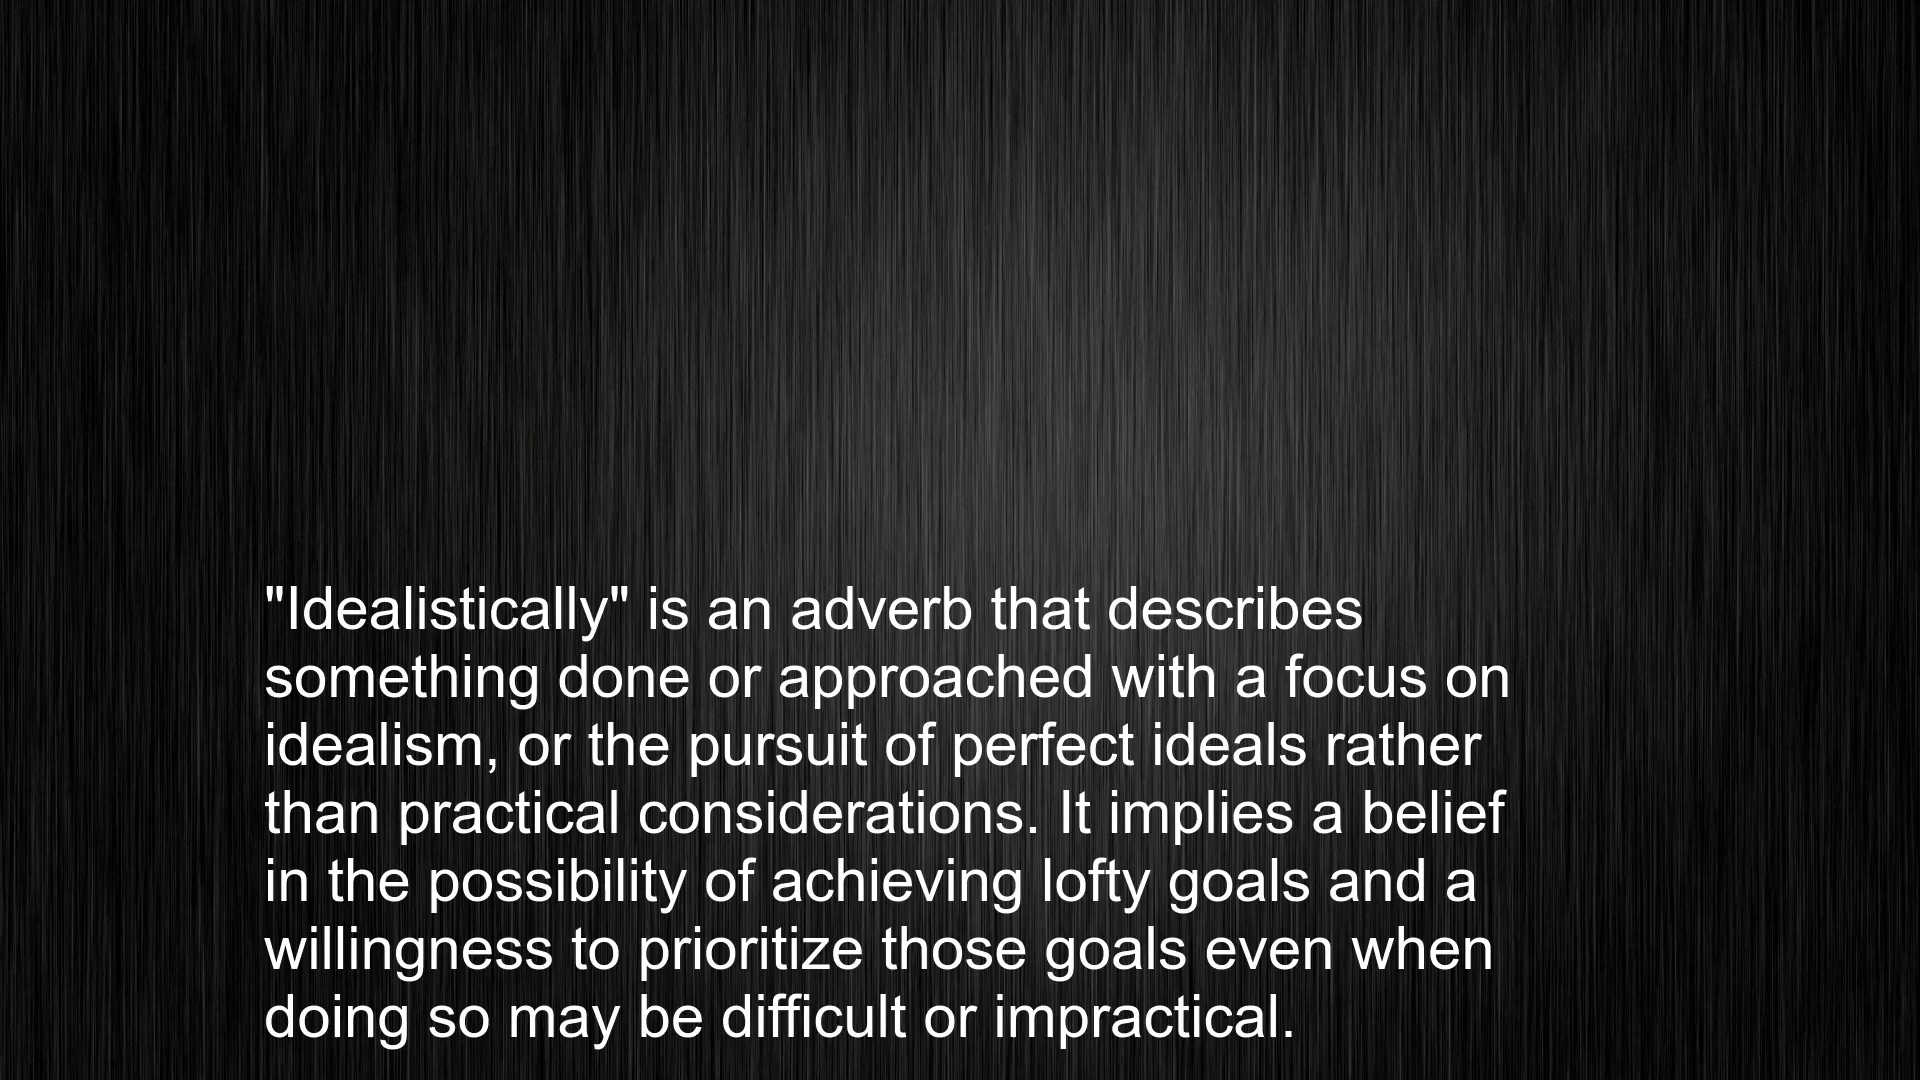 "Idealistically" is an adverb that describes
something done or approached with a focus on
idealism, or the pursuit of perfect ideals rather
than practical considerations. It implies a belief
in the possibility of achieving lofty goals and a
willingness to prioritize those goals even when
doing so may be difficult or impractical.